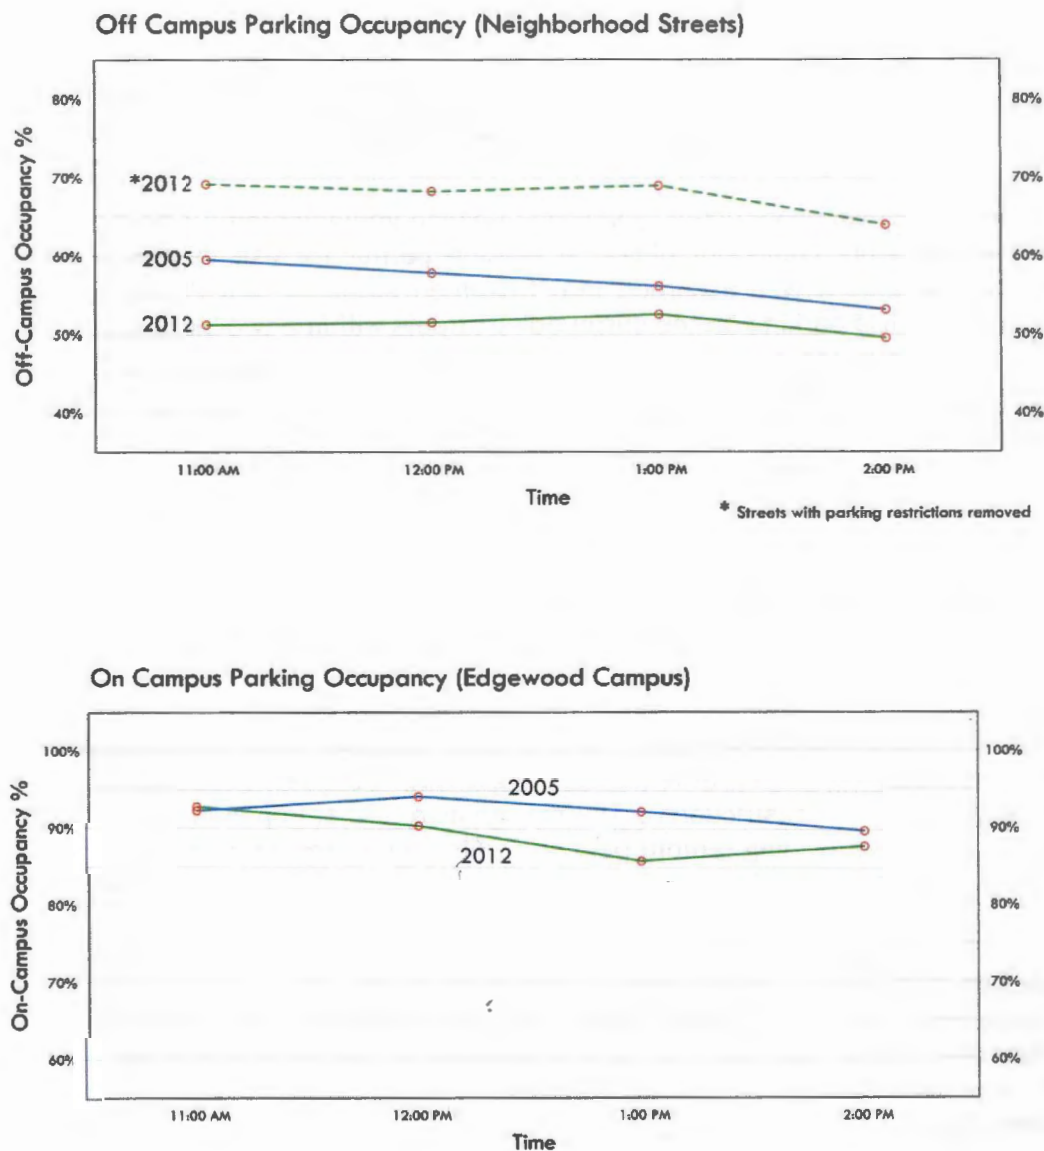 Off Campus Parking Occupancy (Neighborhood Streets)
Off-Campus Occupancy %
80%
70%
60%
50%
40%
80%
70%
60%
50%
40%
*2012
2005
2012
11:00 AM 12:00 PM 1:00 PM 2:00 PM
Time
* Streets with parking restrictions removed
On Campus Parking Occupancy (Edgewood Campus)
On-Campus Occupancy %
100%
90%
80%
70%
60%
100%
90%
80%
70%
60%
2005
2012
11:00 AM 12:00 PM 1:00 PM 2:00 PM
Time